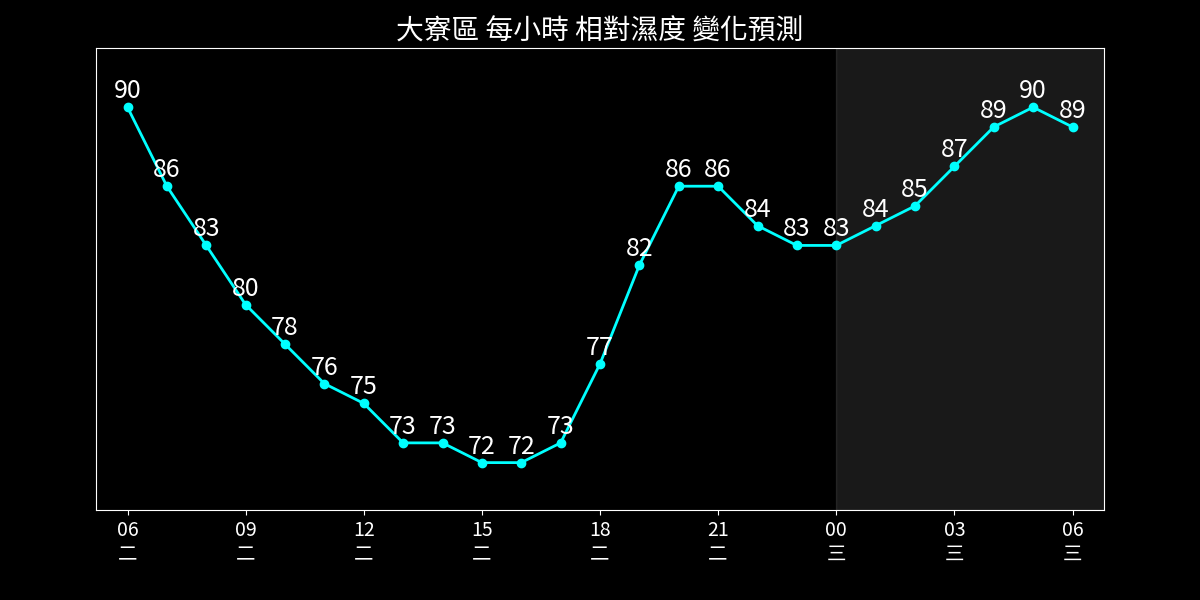 大寮區 每小時 相對濕度 變化預測
90 86 83 80 78 76 75 73 73 72 72 73 77 82 86 86 84 83 83 84 85 87 89 90 89
06 09 12 15 18 21 00 03 06
二 二 二 二 二 二 三 三 三